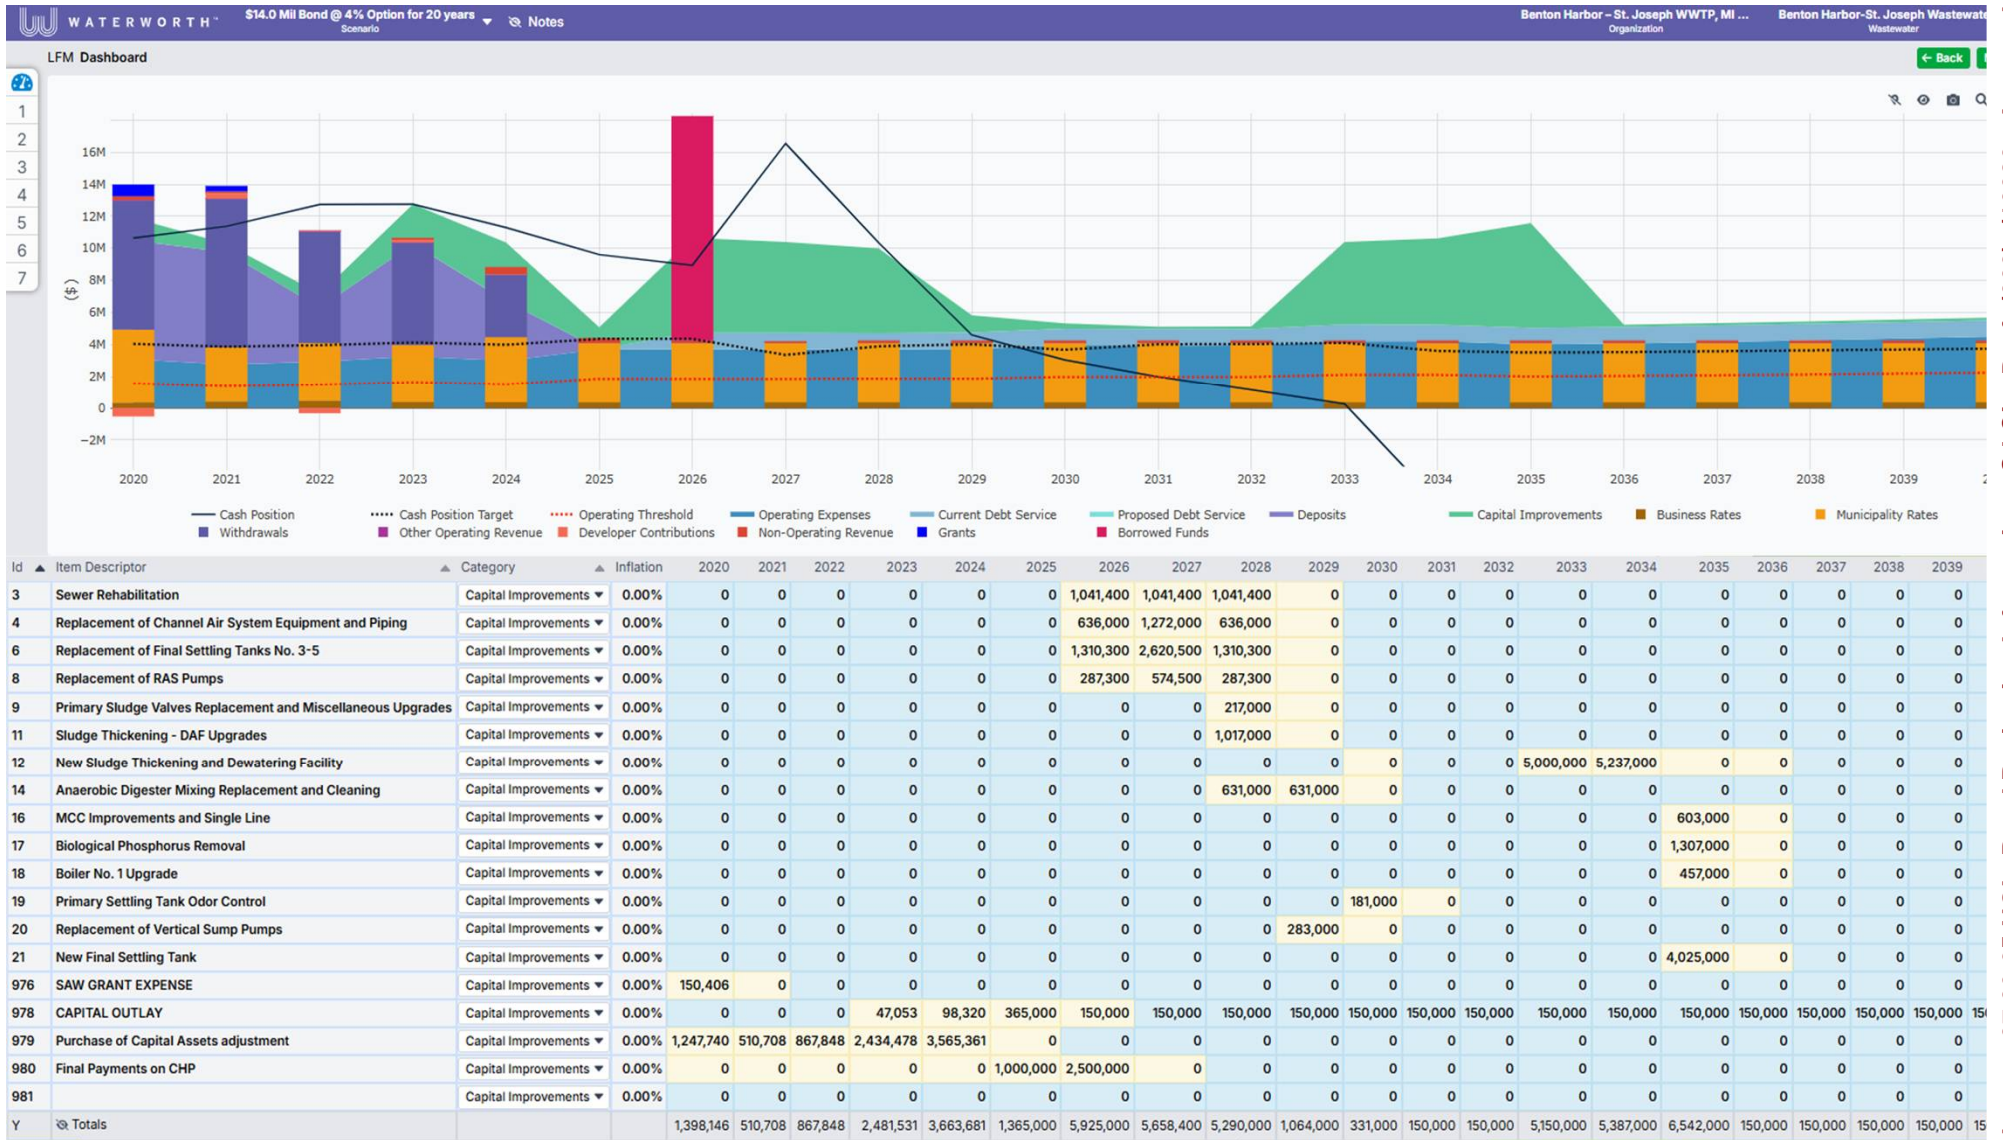 WATERWORTH™
$14.0 Mil Bond @ 4% Option for 20 years
Scenario
Notes
Benton Harbor – St. Joseph WWTP, MI ...
Organization
Benton Harbor-St. Joseph Wastewate
Wastewater
LFM Dashboard
← Back
1
2
3
4
5
6
7
($)
16M
14M
12M
10M
8M
6M
4M
2M
0
−2M
2020 2021 2022 2023 2024 2025 2026 2027 2028 2029 2030 2031 2032 2033 2034 2035 2036 2037 2038 2039
Cash Position Cash Position Target Operating Threshold Operating Expenses Current Debt Service Proposed Debt Service Deposits Capital Improvements Business Rates Municipality Rates
Withdrawals Other Operating Revenue Developer Contributions Non-Operating Revenue Grants Borrowed Funds
Id Item Descriptor Category Inflation 2020 2021 2022 2023 2024 2025 2026 2027 2028 2029 2030 2031 2032 2033 2034 2035 2036 2037 2038 2039
3 Sewer Rehabilitation Capital Improvements 0.00% 0 0 0 0 0 0 1,041,400 1,041,400 1,041,400 0 0 0 0 0 0 0 0 0 0 0
4 Replacement of Channel Air System Equipment and Piping Capital Improvements 0.00% 0 0 0 0 0 0 636,000 1,272,000 636,000 0 0 0 0 0 0 0 0 0 0 0
6 Replacement of Final Settling Tanks No. 3-5 Capital Improvements 0.00% 0 0 0 0 0 0 1,310,300 2,620,500 1,310,300 0 0 0 0 0 0 0 0 0 0 0
8 Replacement of RAS Pumps Capital Improvements 0.00% 0 0 0 0 0 0 287,300 574,500 287,300 0 0 0 0 0 0 0 0 0 0 0
9 Primary Sludge Valves Replacement and Miscellaneous Upgrades Capital Improvements 0.00% 0 0 0 0 0 0 0 0 217,000 0 0 0 0 0 0 0 0 0 0 0
11 Sludge Thickening - DAF Upgrades Capital Improvements 0.00% 0 0 0 0 0 0 0 0 1,017,000 0 0 0 0 0 0 0 0 0 0 0
12 New Sludge Thickening and Dewatering Facility Capital Improvements 0.00% 0 0 0 0 0 0 0 0 0 0 0 0 0 5,000,000 5,237,000 0 0 0 0 0
14 Anaerobic Digester Mixing Replacement and Cleaning Capital Improvements 0.00% 0 0 0 0 0 0 0 0 631,000 631,000 0 0 0 0 0 0 0 0 0 0
16 MCC Improvements and Single Line Capital Improvements 0.00% 0 0 0 0 0 0 0 0 0 0 0 0 0 0 0 603,000 0 0 0 0
17 Biological Phosphorus Removal Capital Improvements 0.00% 0 0 0 0 0 0 0 0 0 0 0 0 0 0 0 1,307,000 0 0 0 0
18 Boiler No. 1 Upgrade Capital Improvements 0.00% 0 0 0 0 0 0 0 0 0 0 0 0 0 0 0 457,000 0 0 0 0
19 Primary Settling Tank Odor Control Capital Improvements 0.00% 0 0 0 0 0 0 0 0 0 0 181,000 0 0 0 0 0 0 0 0 0
20 Replacement of Vertical Sump Pumps Capital Improvements 0.00% 0 0 0 0 0 0 0 0 0 283,000 0 0 0 0 0 0 0 0 0 0
21 New Final Settling Tank Capital Improvements 0.00% 0 0 0 0 0 0 0 0 0 0 0 0 0 0 0 4,025,000 0 0 0 0
976 SAW GRANT EXPENSE Capital Improvements 0.00% 150,406 0 0 0 0 0 0 0 0 0 0 0 0 0 0 0 0 0 0 0
978 CAPITAL OUTLAY Capital Improvements 0.00% 0 0 0 47,053 98,320 365,000 150,000 150,000 150,000 150,000 150,000 150,000 150,000 150,000 150,000 150,000 150,000 150,000 150,000 150,000 15
979 Purchase of Capital Assets adjustment Capital Improvements 0.00% 1,247,740 510,708 867,848 2,434,478 3,565,361 0 0 0 0 0 0 0 0 0 0 0 0 0 0 0
980 Final Payments on CHP Capital Improvements 0.00% 0 0 0 0 0 1,000,000 2,500,000 0 0 0 0 0 0 0 0 0 0 0 0 0
981 Capital Improvements 0.00% 0 0 0 0 0 0 0 0 0 0 0 0 0 0 0 0 0 0 0 0
Y Totals 1,398,146 510,708 867,848 2,481,531 3,663,681 1,365,000 5,925,000 5,658,400 5,290,000 1,064,000 331,000 150,000 150,000 5,150,000 5,387,000 6,542,000 150,000 150,000 150,000 150,000 15